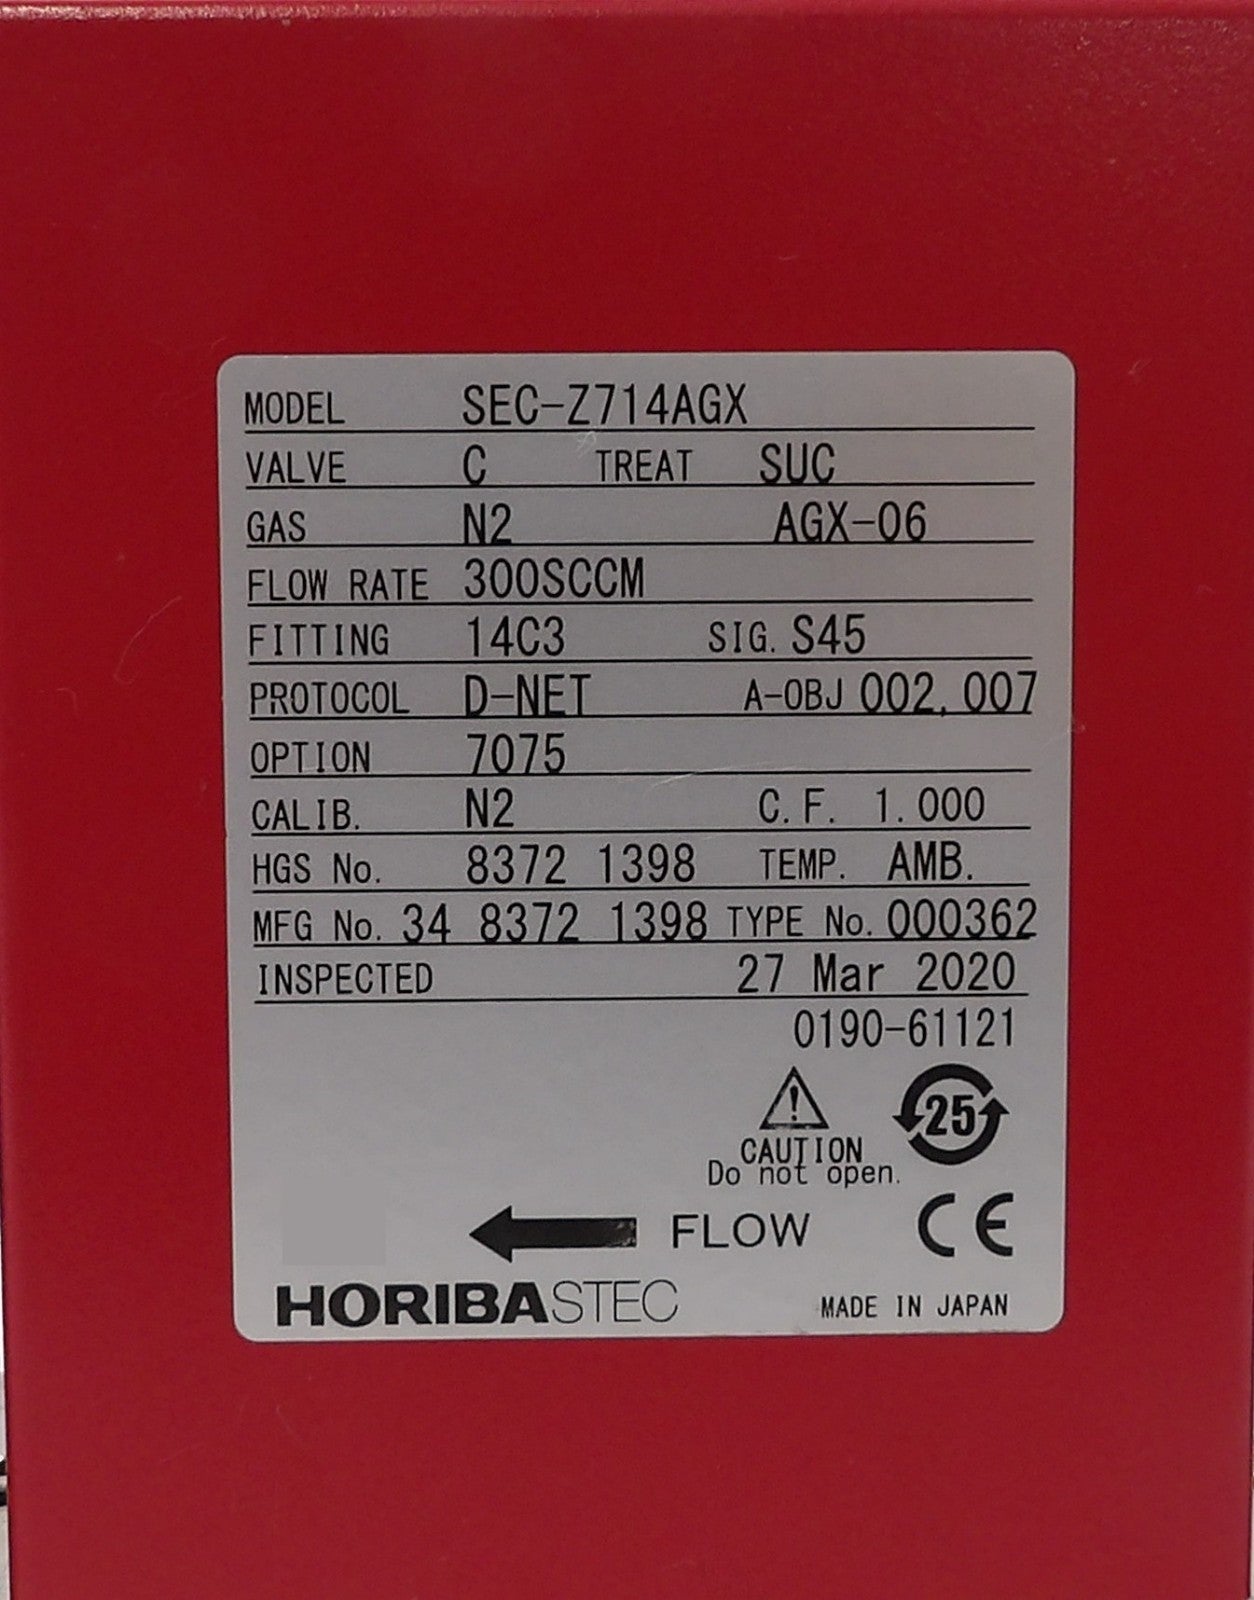 MODEL SEC-Z714AGX
VALVE C TREAT SUC
GAS N2 AGX-06
FLOW RATE 300SCCM
FITTING 14C3 SIG. S45
PROTOCOL D-NET A-OBJ 002,007
OPTION 7075
CALIB. N2 C.F. 1.000
HGS No. 8372 1398 TEMP. AMB.
MFG No. 34 8372 1398 TYPE No. 000362
INSPECTED 27 Mar 2020
0190-61121
25
CAUTION
Do not open.
FLOW CE
HORIBASTEC MADE IN JAPAN